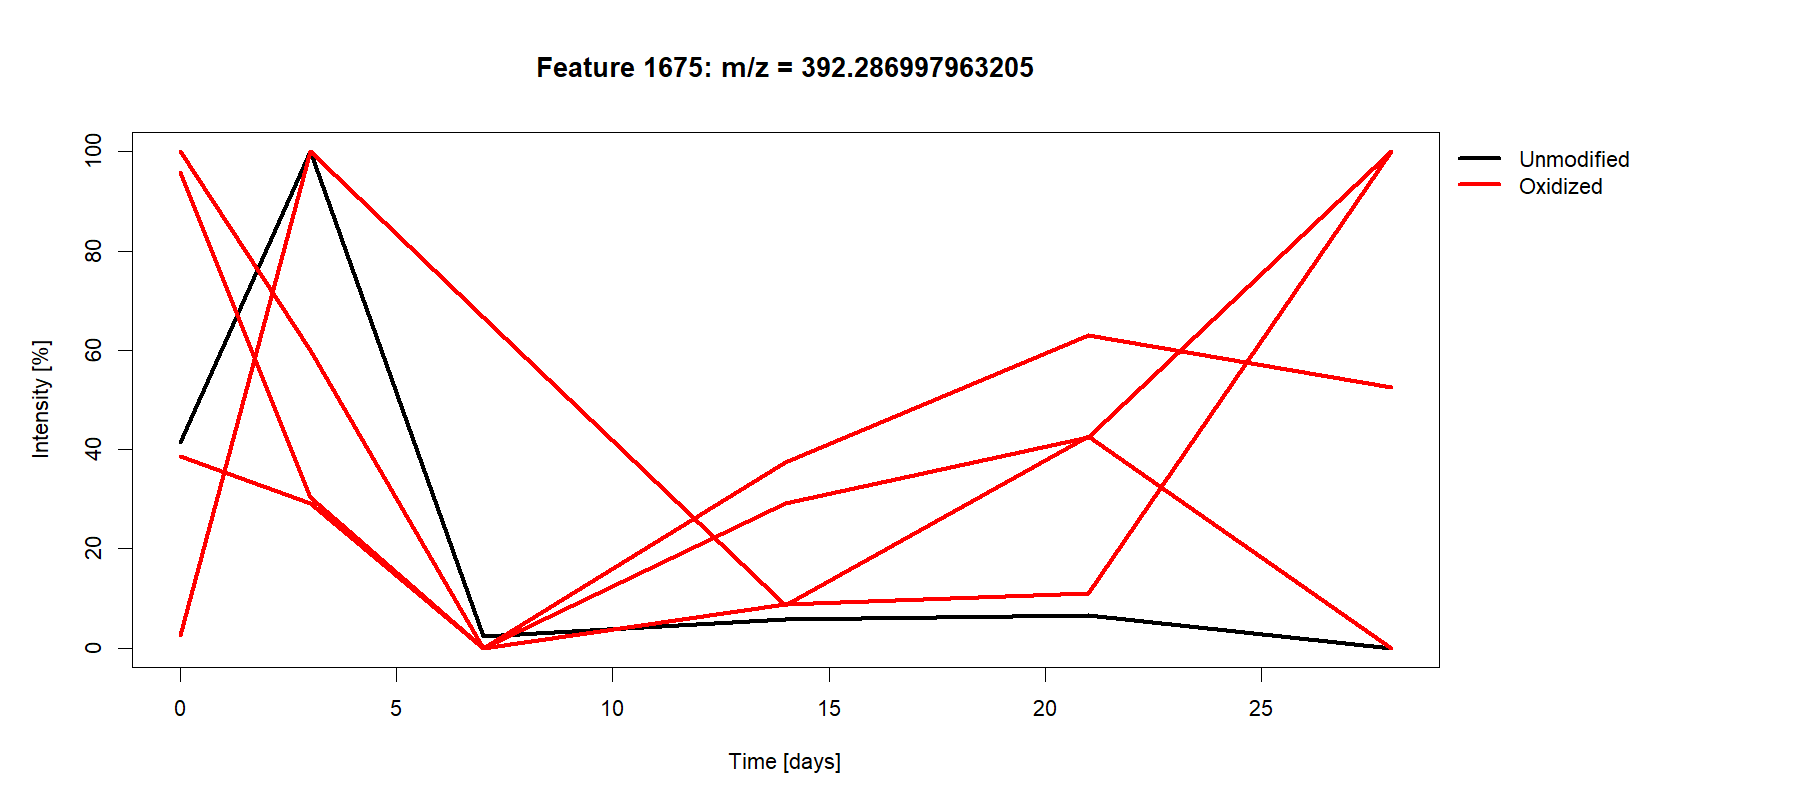 Feature 1675: m/z = 392.286997963205
100
80
60
40
20
0
Intensity [%]
0 5 10 15 20 25
Time [days]
Unmodified
Oxidized